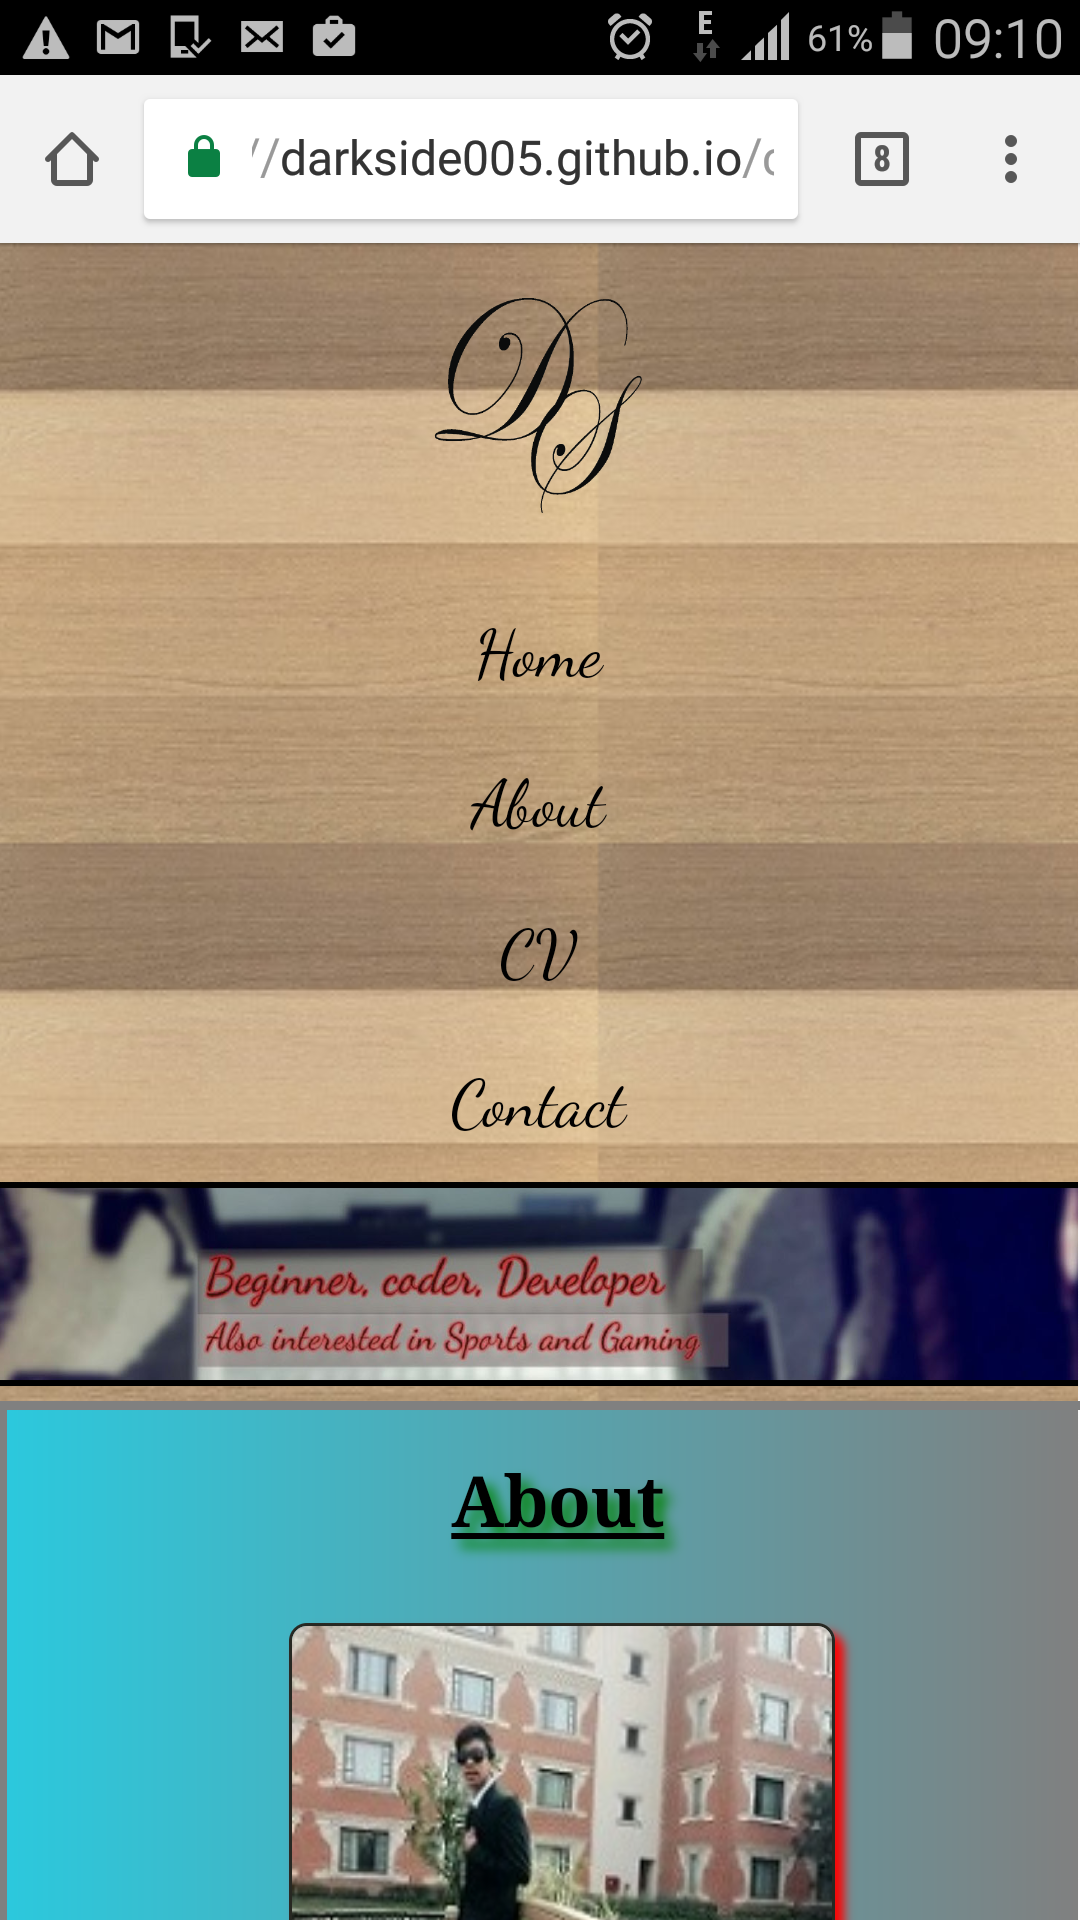 61% 09:10
//darkside005.github.io/
8
DS
Home
About
CV
Contact
Beginner, coder, Developer
Also interested in Sports and Gaming
About